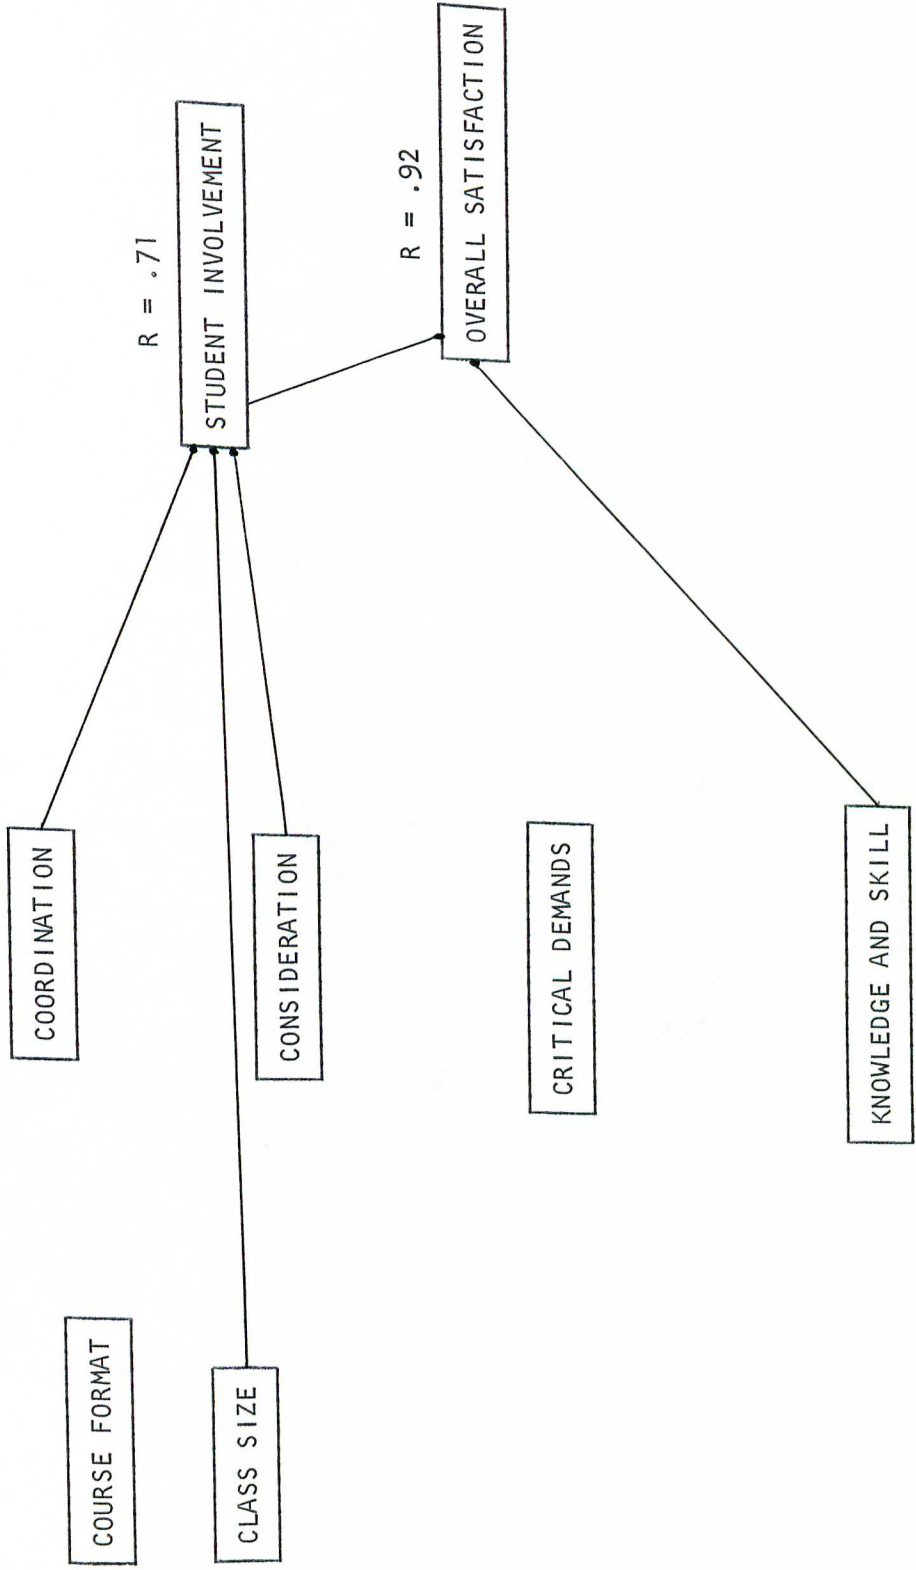 COURSE FORMAT
CLASS SIZE
COORDINATION
CONSIDERATION
CRITICAL DEMANDS
KNOWLEDGE AND SKILL
R = .71
STUDENT INVOLVEMENT
R = .92
OVERALL SATISFACTION